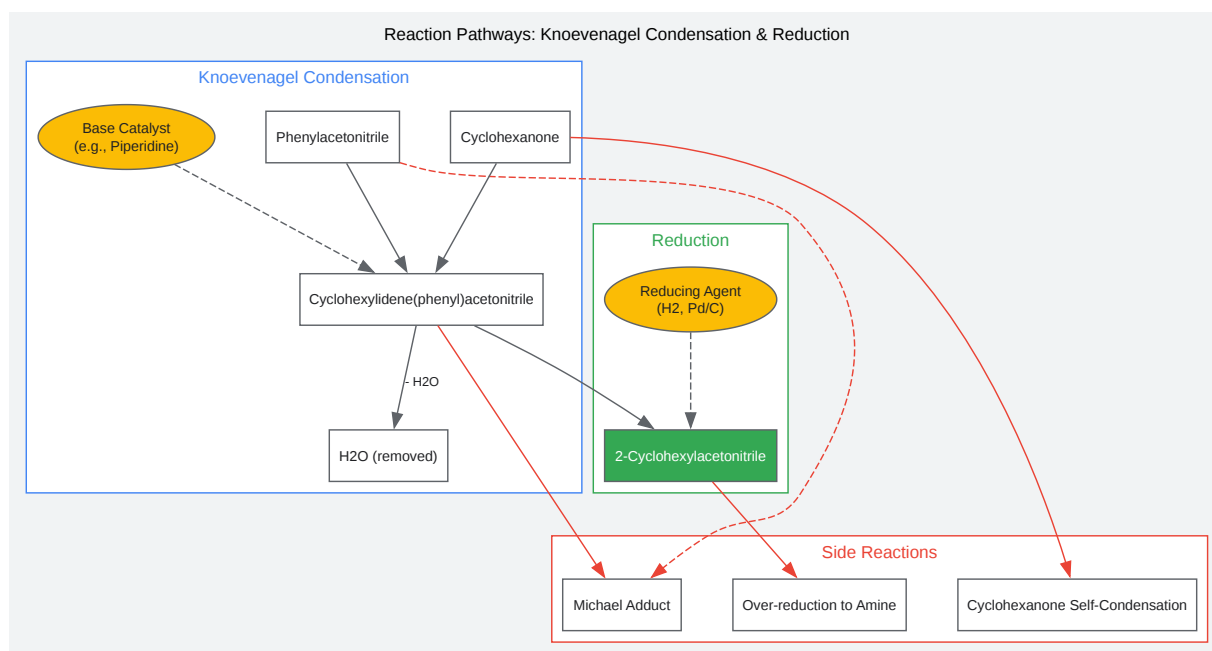 Reaction Pathways: Knoevenagel Condensation & Reduction
Knoevenagel Condensation
Base Catalyst
(e.g., Piperidine)
Phenylacetonitrile
Cyclohexanone
Reduction
Cyclohexylidene(phenyl)acetonitrile
Reducing Agent
(H2, Pd/C)
- H2O
H2O (removed)
2-Cyclohexylacetonitrile
Side Reactions
Michael Adduct
Over-reduction to Amine
Cyclohexanone Self-Condensation